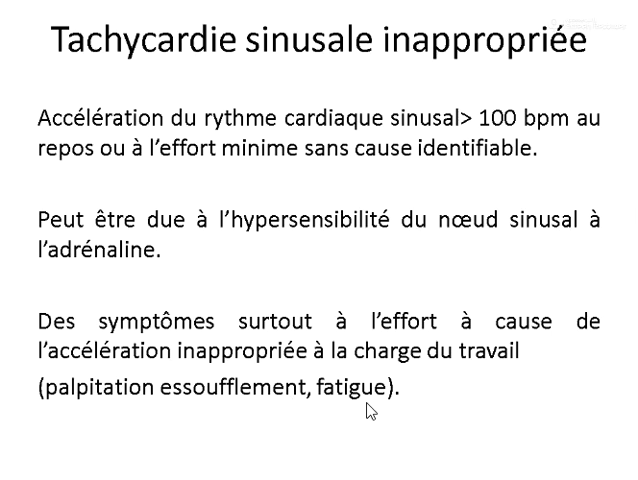 Tachycardie sinusale inappropriée
Accélération du rythme cardiaque sinusal> 100 bpm au
repos ou à l'effort minime sans cause identifiable.
Peut être due à l'hypersensibilité du nœud sinusal à
l'adrénaline.
Des symptômes surtout à l'effort à cause de
l'accélération inappropriée à la charge du travail
(palpitation essoufflement, fatigue).